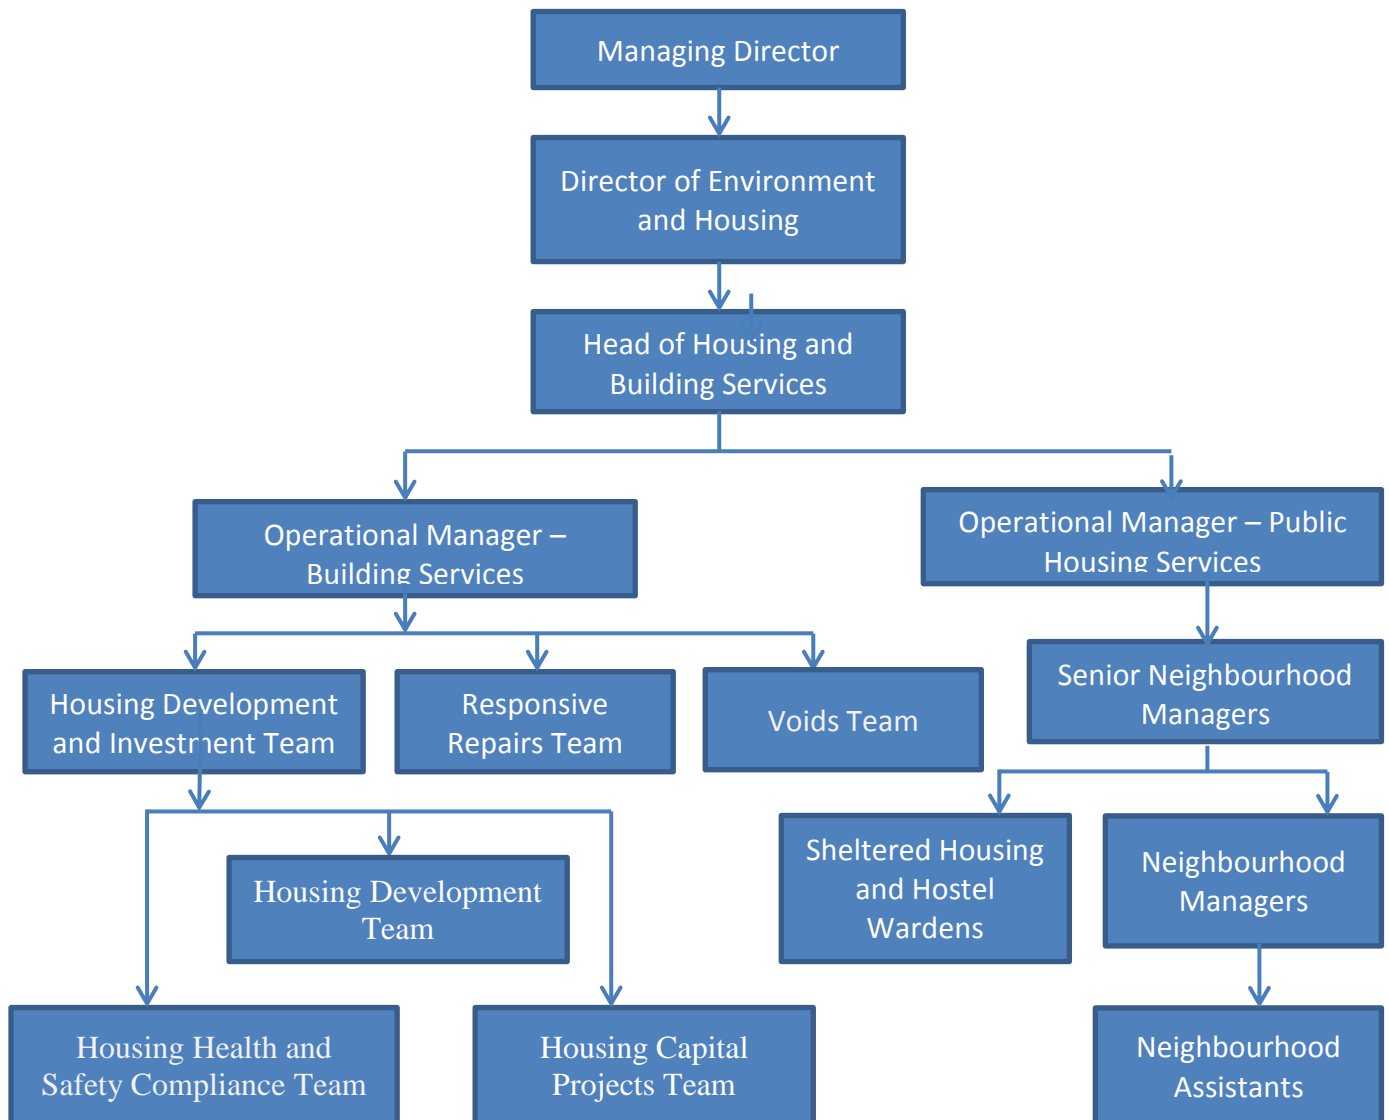 Managing Director
Director of Environment
and Housing
Head of Housing and
Building Services
Operational Manager –
Building Services
Operational Manager – Public
Housing Services
Housing Development
and Investment Team
Responsive
Repairs Team
Voids Team
Senior Neighbourhood
Managers
Housing Development
Team
Sheltered Housing
and Hostel
Wardens
Neighbourhood
Managers
Housing Health and
Safety Compliance Team
Housing Capital
Projects Team
Neighbourhood
Assistants